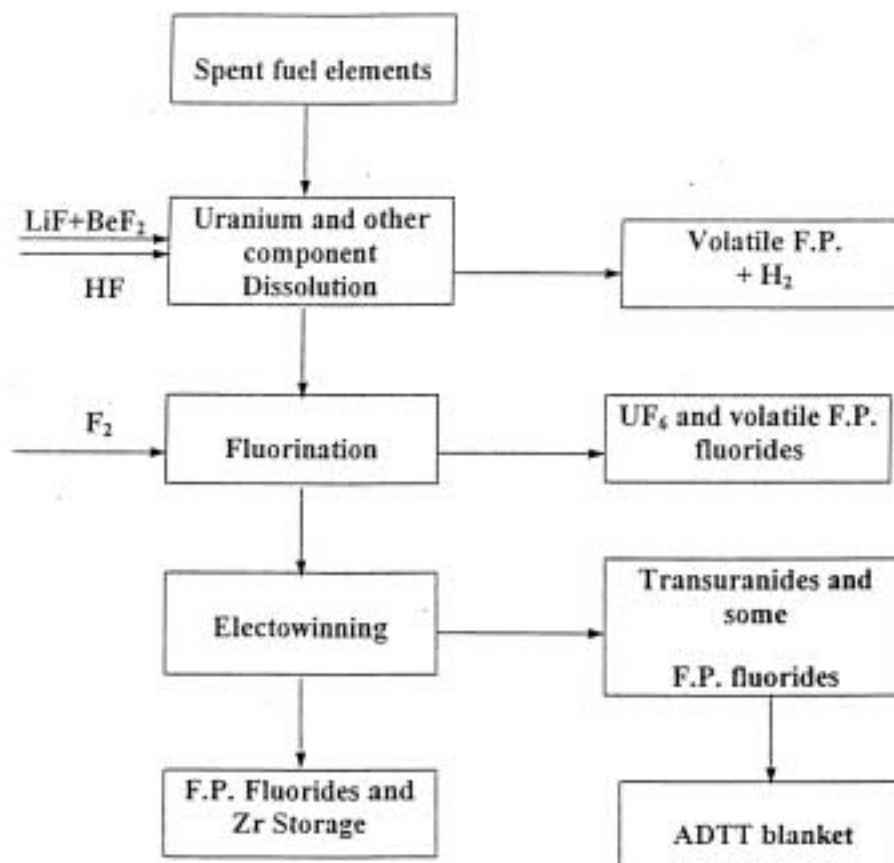 Spent fuel elements
LiF+BeF₂
HF
Uranium and other
component
Dissolution
Volatile F.P.
+ H₂
F₂
Fluorination
UF₆ and volatile F.P.
fluorides
Electowinning
Transuranides and
some
F.P. fluorides
F.P. Fluorides and
Zr Storage
ADTT blanket